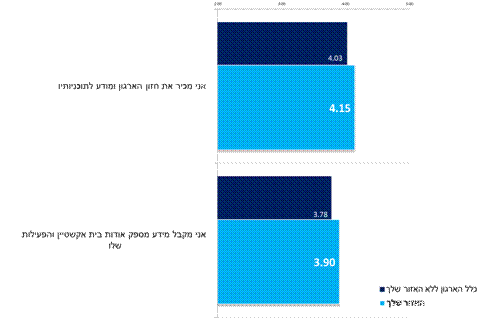 2.00 3.00 4.00 5.00
4.03
אני מכיר את חזון הארגון ומודע לתוכניותיו
4.15
3.78
אני מקבל מידע מספק אודות בית אקשטיין והפעילות
שלו
3.90
כלל הארגון ללא האזור שלך
האזור שלך